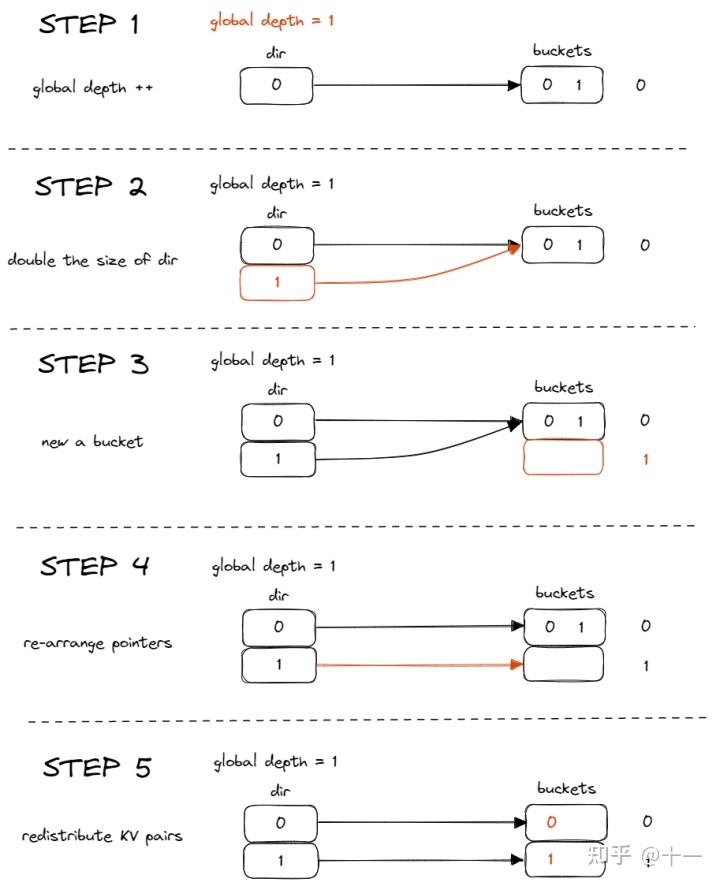 STEP 1
global depth = 1
dir
buckets
global depth ++
0
0 1
0
STEP 2
global depth = 1
dir
buckets
0
0 1
0
double the size of dir
1
STEP 3
global depth = 1
dir
buckets
0
0 1
0
new a bucket
1
1
STEP 4
global depth = 1
dir
buckets
0
0 1
0
re-arrange pointers
1
1
STEP 5
global depth = 1
dir
buckets
0
0
0
redistribute KV pairs
1
1
知乎 @十一